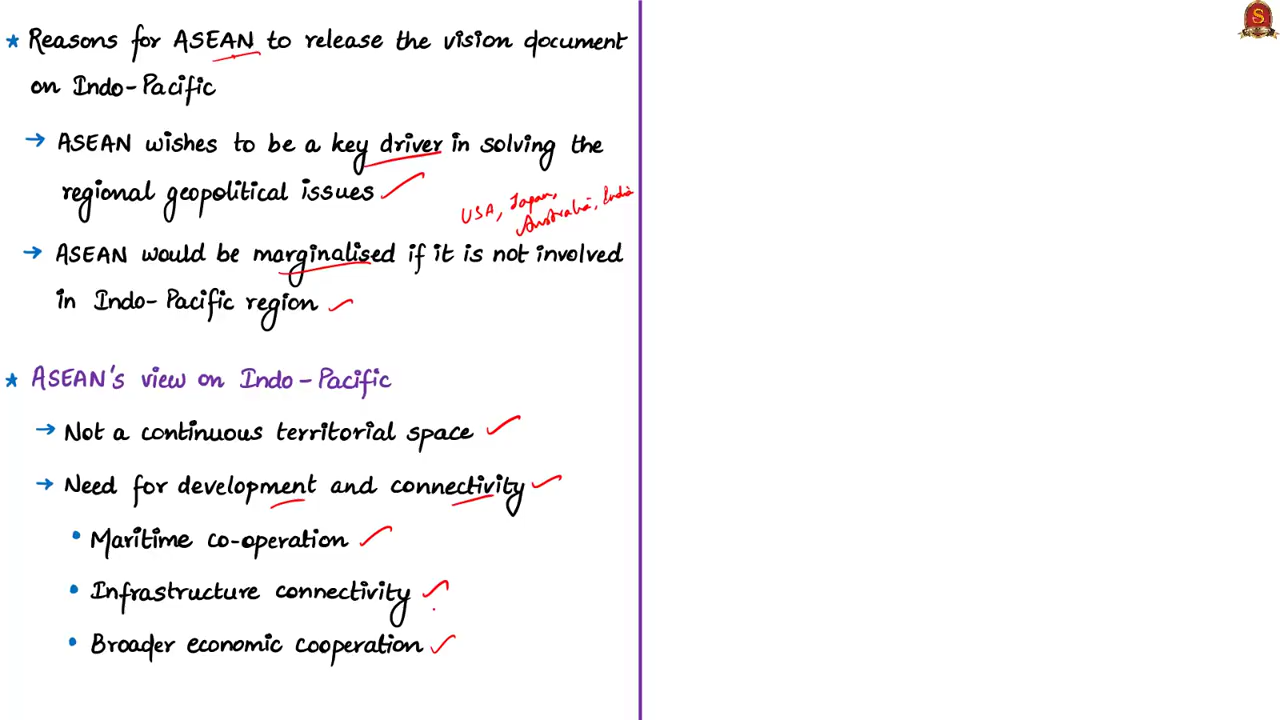 * Reasons for ASEAN to release the vision document
on Indo-Pacific
→ ASEAN wishes to be a key driver in solving the
regional geopolitical issues
USA, Japan,
Australia, India
→ ASEAN would be marginalised if it is not involved
in Indo-Pacific region
* ASEAN's view on Indo-Pacific
→ Not a continuous territorial space
→ Need for development and connectivity
• Maritime co-operation
• Infrastructure connectivity
• Broader economic cooperation
S